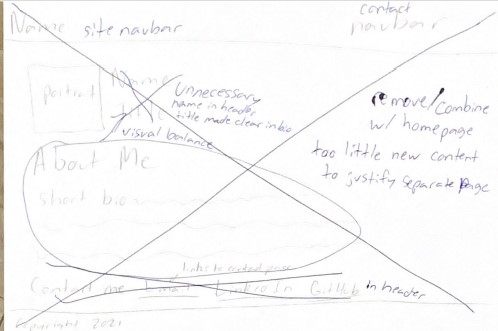 Name site navbar
contact
navbar
portrait
Name
title
Unnecessary
name in header
title made clear in bio
visual balance
remove/combine
w/ homepage
too little new content
to justify separate page
About Me
short bio
links to contact page
Contact me Email LinkedIn GitHub in header
Copyright 2021